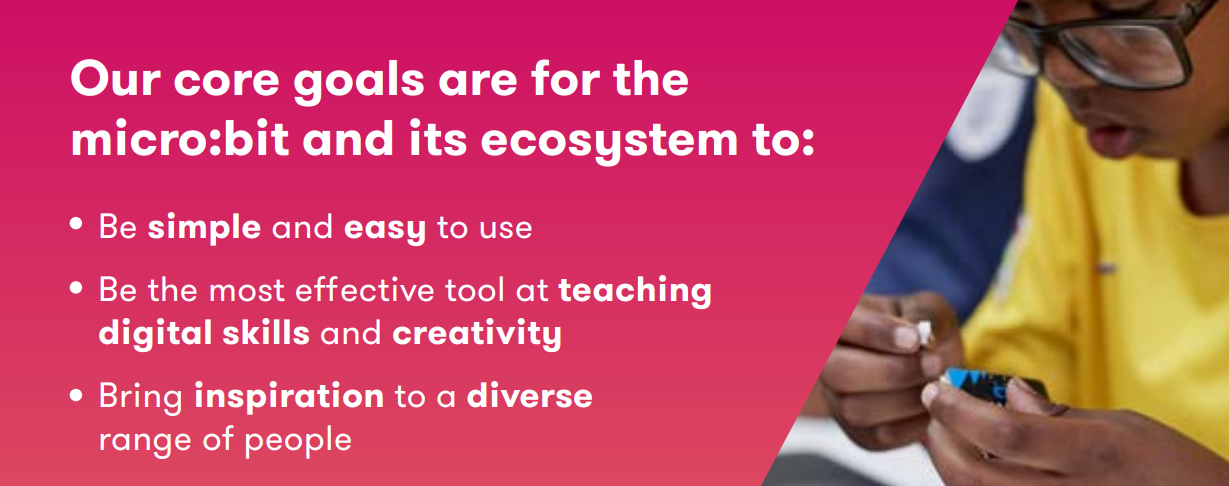 Our core goals are for the
micro:bit and its ecosystem to:
• Be simple and easy to use
• Be the most effective tool at teaching
digital skills and creativity
• Bring inspiration to a diverse
range of people